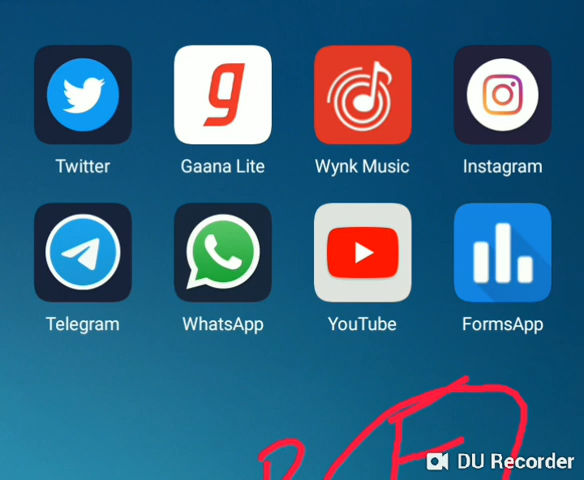 Twitter
Gaana Lite
Wynk Music
Instagram
Telegram
WhatsApp
YouTube
FormsApp
DU Recorder